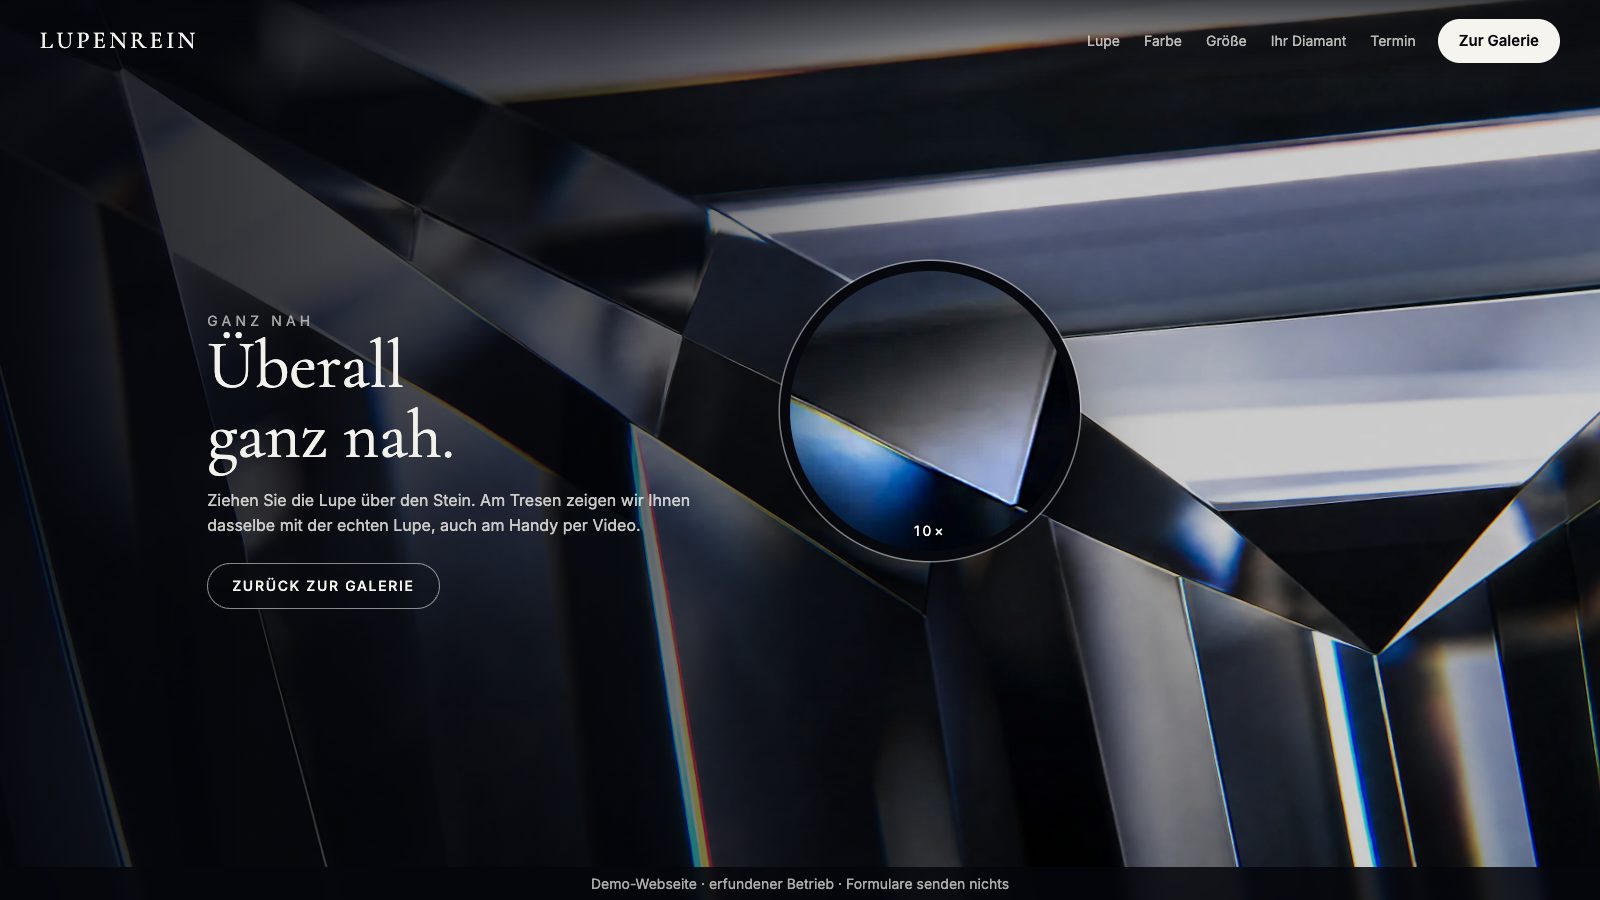 LUPENREIN
Lupe
Farbe
Größe
Ihr Diamant
Termin
Zur Galerie
GANZ NAH
Überall
ganz nah.
Ziehen Sie die Lupe über den Stein. Am Tresen zeigen wir Ihnen
dasselbe mit der echten Lupe, auch am Handy per Video.
ZURÜCK ZUR GALERIE
10×
Demo-Webseite · erfundener Betrieb · Formulare senden nichts